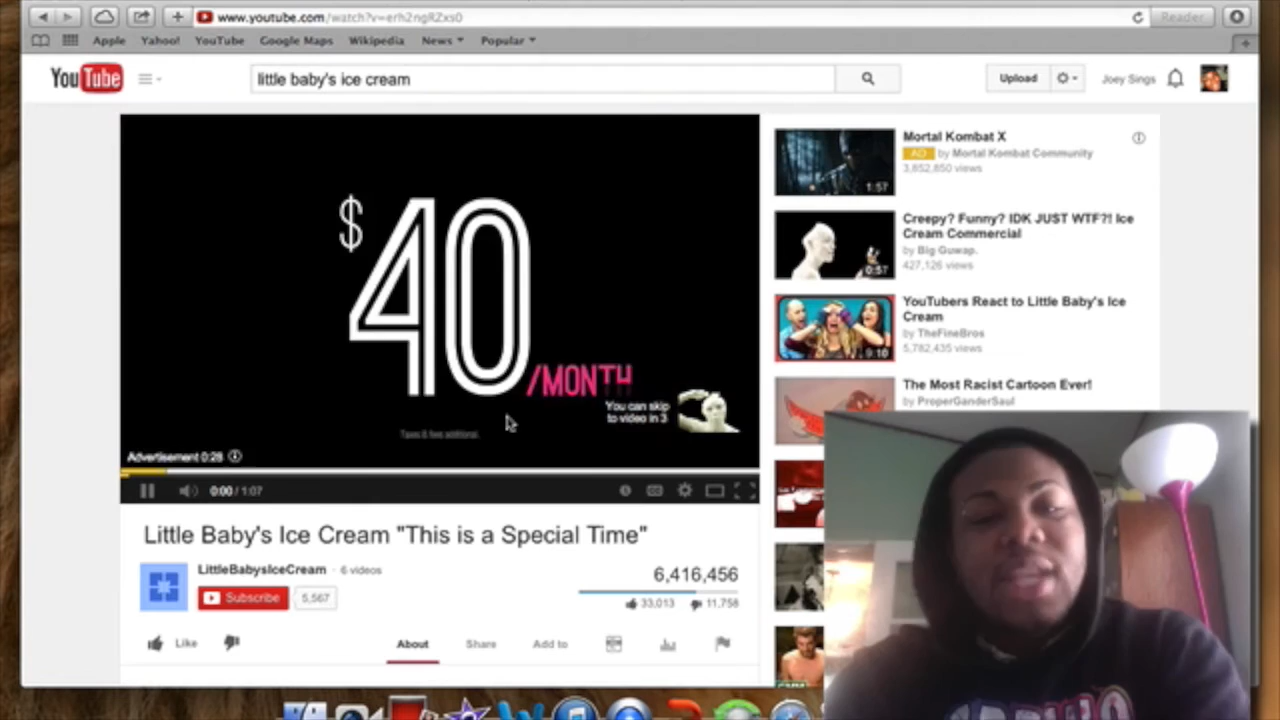 www.youtube.com/watch?v=erh2ngRZxs0
Reader
Apple Yahoo! YouTube Google Maps Wikipedia News Popular
YouTube
little baby's ice cream
Upload
Joey Sings
$40/MONTH
You can skip
to video in 3
Taxes & fees additional.
Advertisement 0:28
0:00 / 1:07
Little Baby's Ice Cream "This is a Special Time"
LittleBabysIceCream · 6 videos
Subscribe 5,567
6,416,456
33,013 11,758
Like
About Share Add to
Mortal Kombat X
AD by Mortal Kombat Community
3,852,850 views
1:57
Creepy? Funny? IDK JUST WTF?! Ice
Cream Commercial
by Big Guwap.
427,126 views
0:57
YouTubers React to Little Baby's Ice
Cream
by TheFineBros
5,782,435 views
9:10
The Most Racist Cartoon Ever!
by ProperGanderSaul